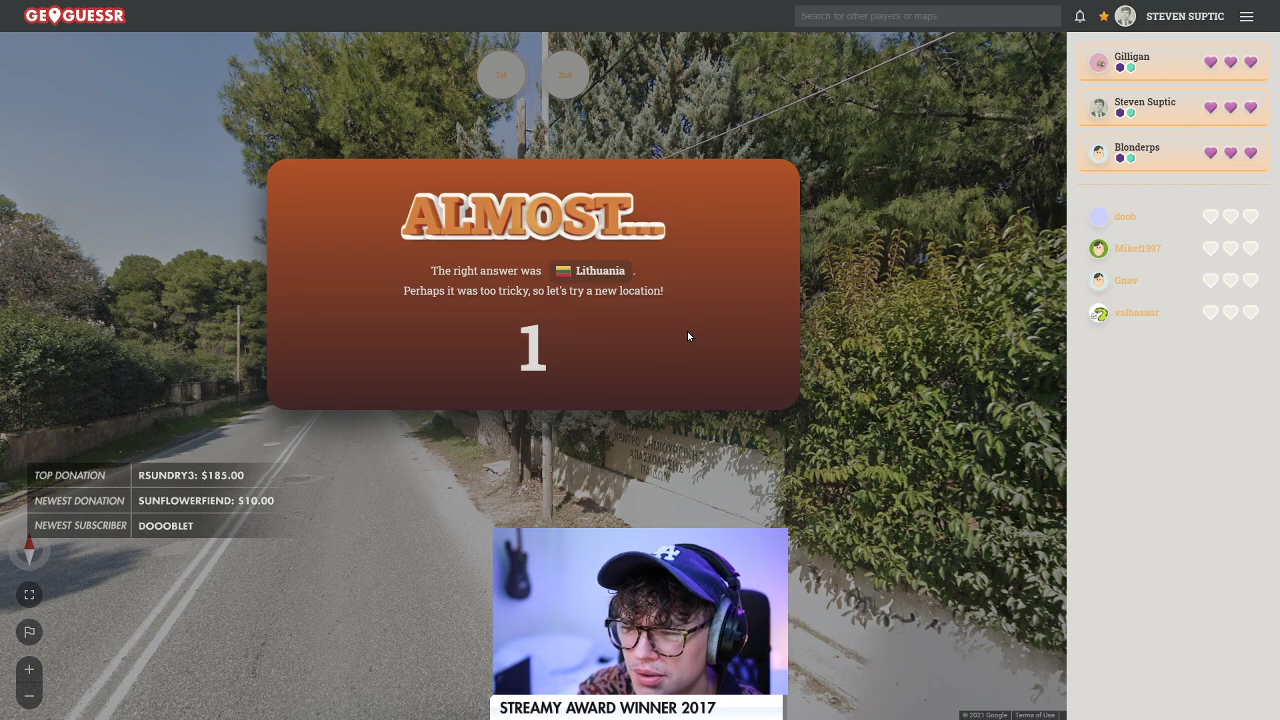 GEOGUESSR
Search for other players or maps
STEVEN SUPTIC
1st
2nd
Gilligan
Steven Suptic
Blonderps
doob
Mikef1997
Gnav
valbasaur
ALMOST...
The right answer was Lithuania .
Perhaps it was too tricky, so let's try a new location!
1
TOP DONATION RSUNDRY3: $185.00
NEWEST DONATION SUNFLOWERFIEND: $10.00
NEWEST SUBSCRIBER DOOOBLET
STREAMY AWARD WINNER 2017
© 2021 Google
Terms of Use